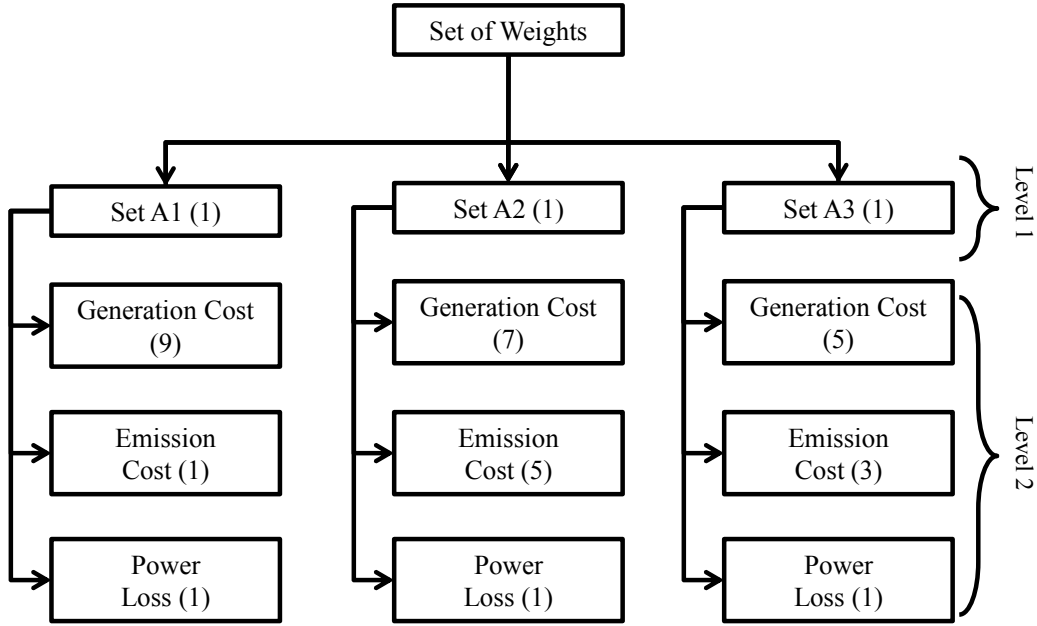 Set of Weights
Set A1 (1)
Set A2 (1)
Set A3 (1)
Level 1
Generation Cost
(9)
Generation Cost
(7)
Generation Cost
(5)
Emission
Cost (1)
Emission
Cost (5)
Emission
Cost (3)
Level 2
Power
Loss (1)
Power
Loss (1)
Power
Loss (1)